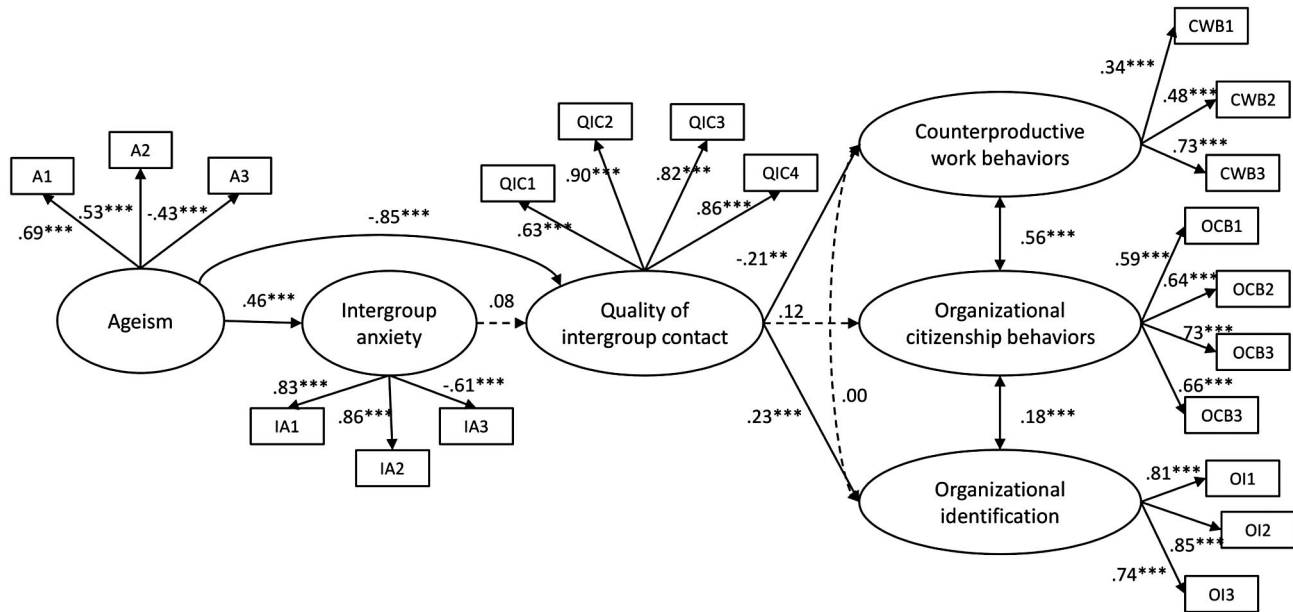 CWB1
.34***
QIC2
QIC3
.48***
CWB2
Counterproductive
work behaviors
A2
.73***
A1
A3
QIC1
.90***
.82***
QIC4
CWB3
.53***
-.43***
.86***
.69***
-.85***
.63***
OCB1
-.21**
.56***
.59***
.64***
OCB2
Ageism
.46***
Intergroup
anxiety
.08
Quality of
intergroup contact
.12
Organizational
citizenship behaviors
.73***
OCB3
.66***
.83***
-.61***
.00
OCB3
IA1
.86***
IA3
.23***
.18***
IA2
.81***
OI1
Organizational
identification
OI2
.85***
.74***
OI3